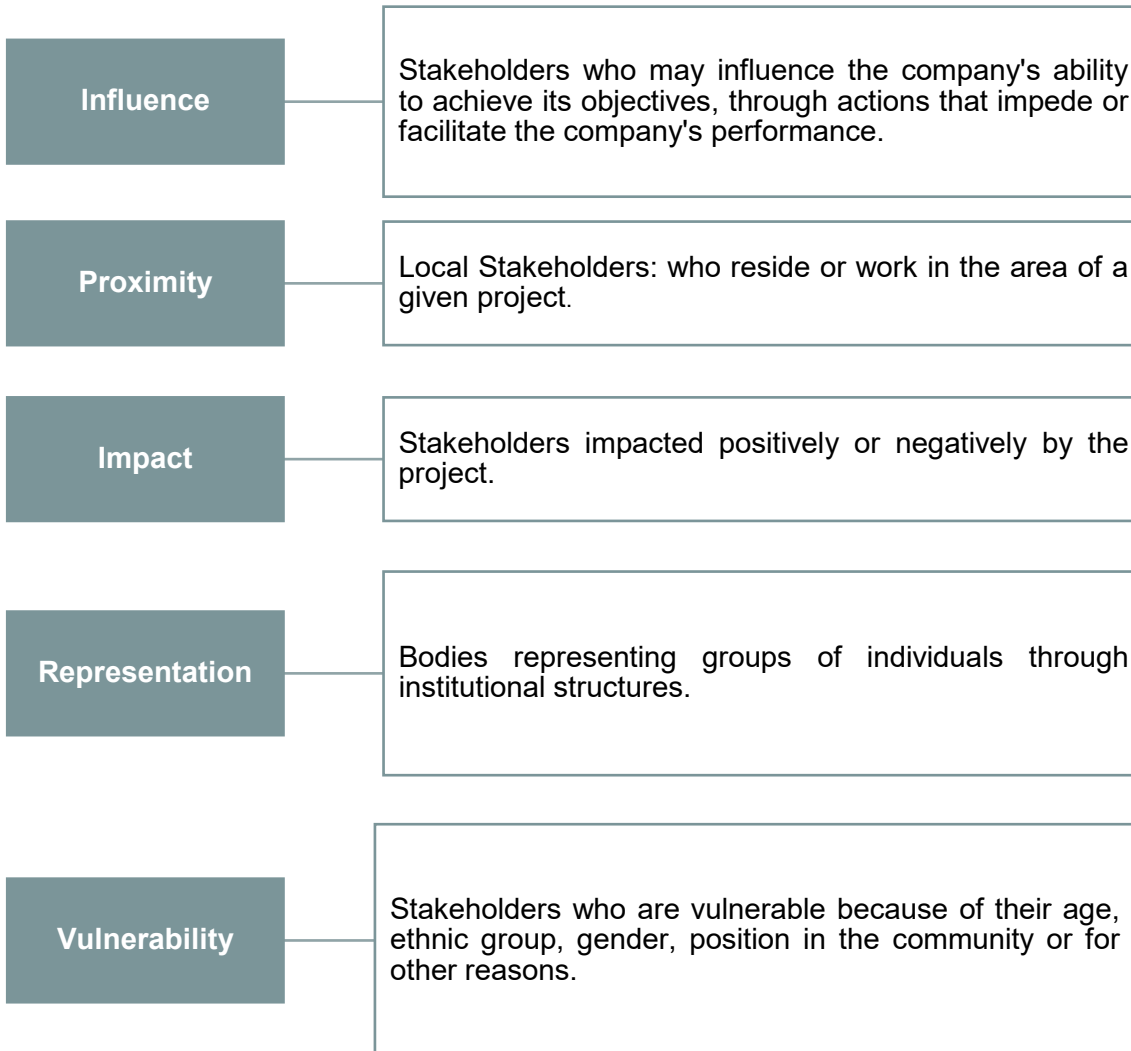 Influence
Stakeholders who may influence the company's ability
to achieve its objectives, through actions that impede or
facilitate the company's performance.
Proximity
Local Stakeholders: who reside or work in the area of a
given project.
Impact
Stakeholders impacted positively or negatively by the
project.
Representation
Bodies representing groups of individuals through
institutional structures.
Vulnerability
Stakeholders who are vulnerable because of their age,
ethnic group, gender, position in the community or for
other reasons.